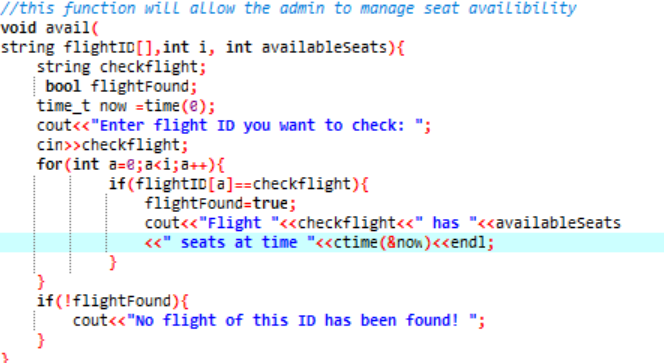 //this function will allow the admin to manage seat availibility
void avail(
string flightID[],int i, int availableSeats){
string checkflight;
bool flightFound;
time_t now =time(0);
cout<<"Enter flight ID you want to check: ";
cin>>checkflight;
for(int a=0;a<i;a++){
if(flightID[a]==checkflight){
flightFound=true;
cout<<"Flight "<<checkflight<<" has "<<availableSeats
<<" seats at time "<<ctime(&now)<<endl;
}
}
if(!flightFound){
cout<<"No flight of this ID has been found! ";
}
}